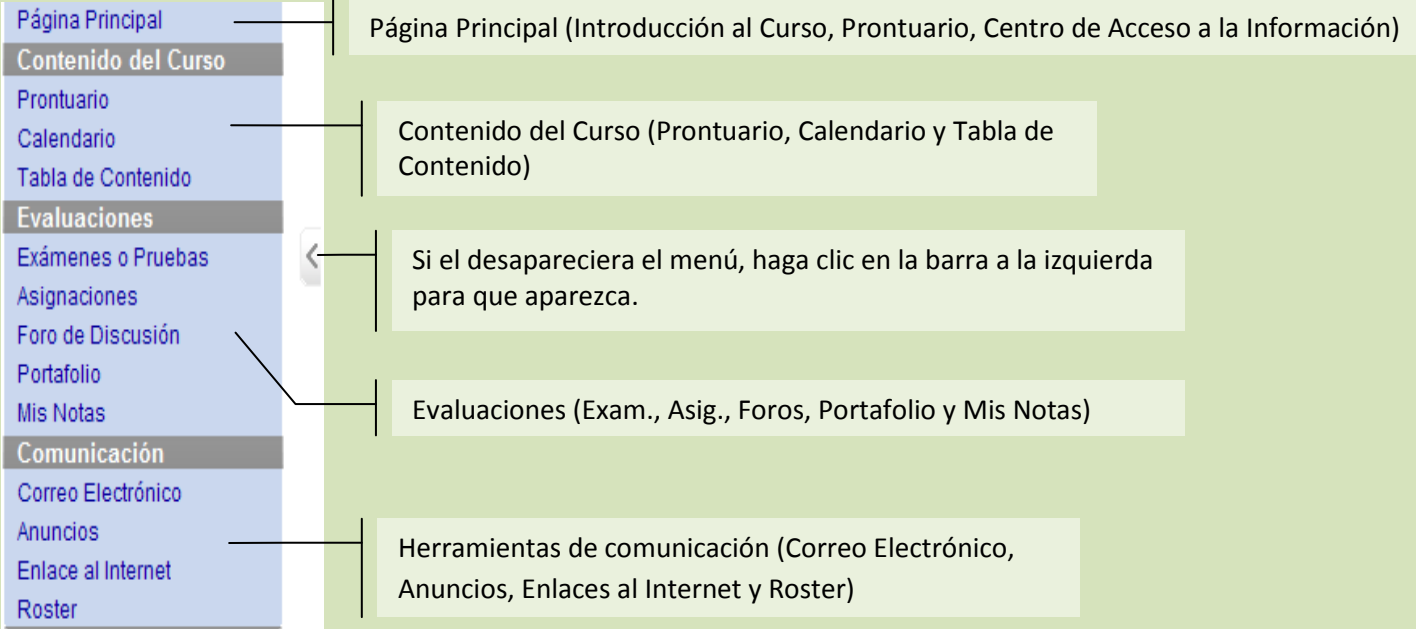 Página Principal
Contenido del Curso
Prontuario
Calendario
Tabla de Contenido
Evaluaciones
Exámenes o Pruebas
Asignaciones
Foro de Discusión
Portafolio
Mis Notas
Comunicación
Correo Electrónico
Anuncios
Enlace al Internet
Roster
Página Principal (Introducción al Curso, Prontuario, Centro de Acceso a la Información)
Contenido del Curso (Prontuario, Calendario y Tabla de
Contenido)
Si el desapareciera el menú, haga clic en la barra a la izquierda
para que aparezca.
Evaluaciones (Exam., Asig., Foros, Portafolio y Mis Notas)
Herramientas de comunicación (Correo Electrónico,
Anuncios, Enlaces al Internet y Roster)